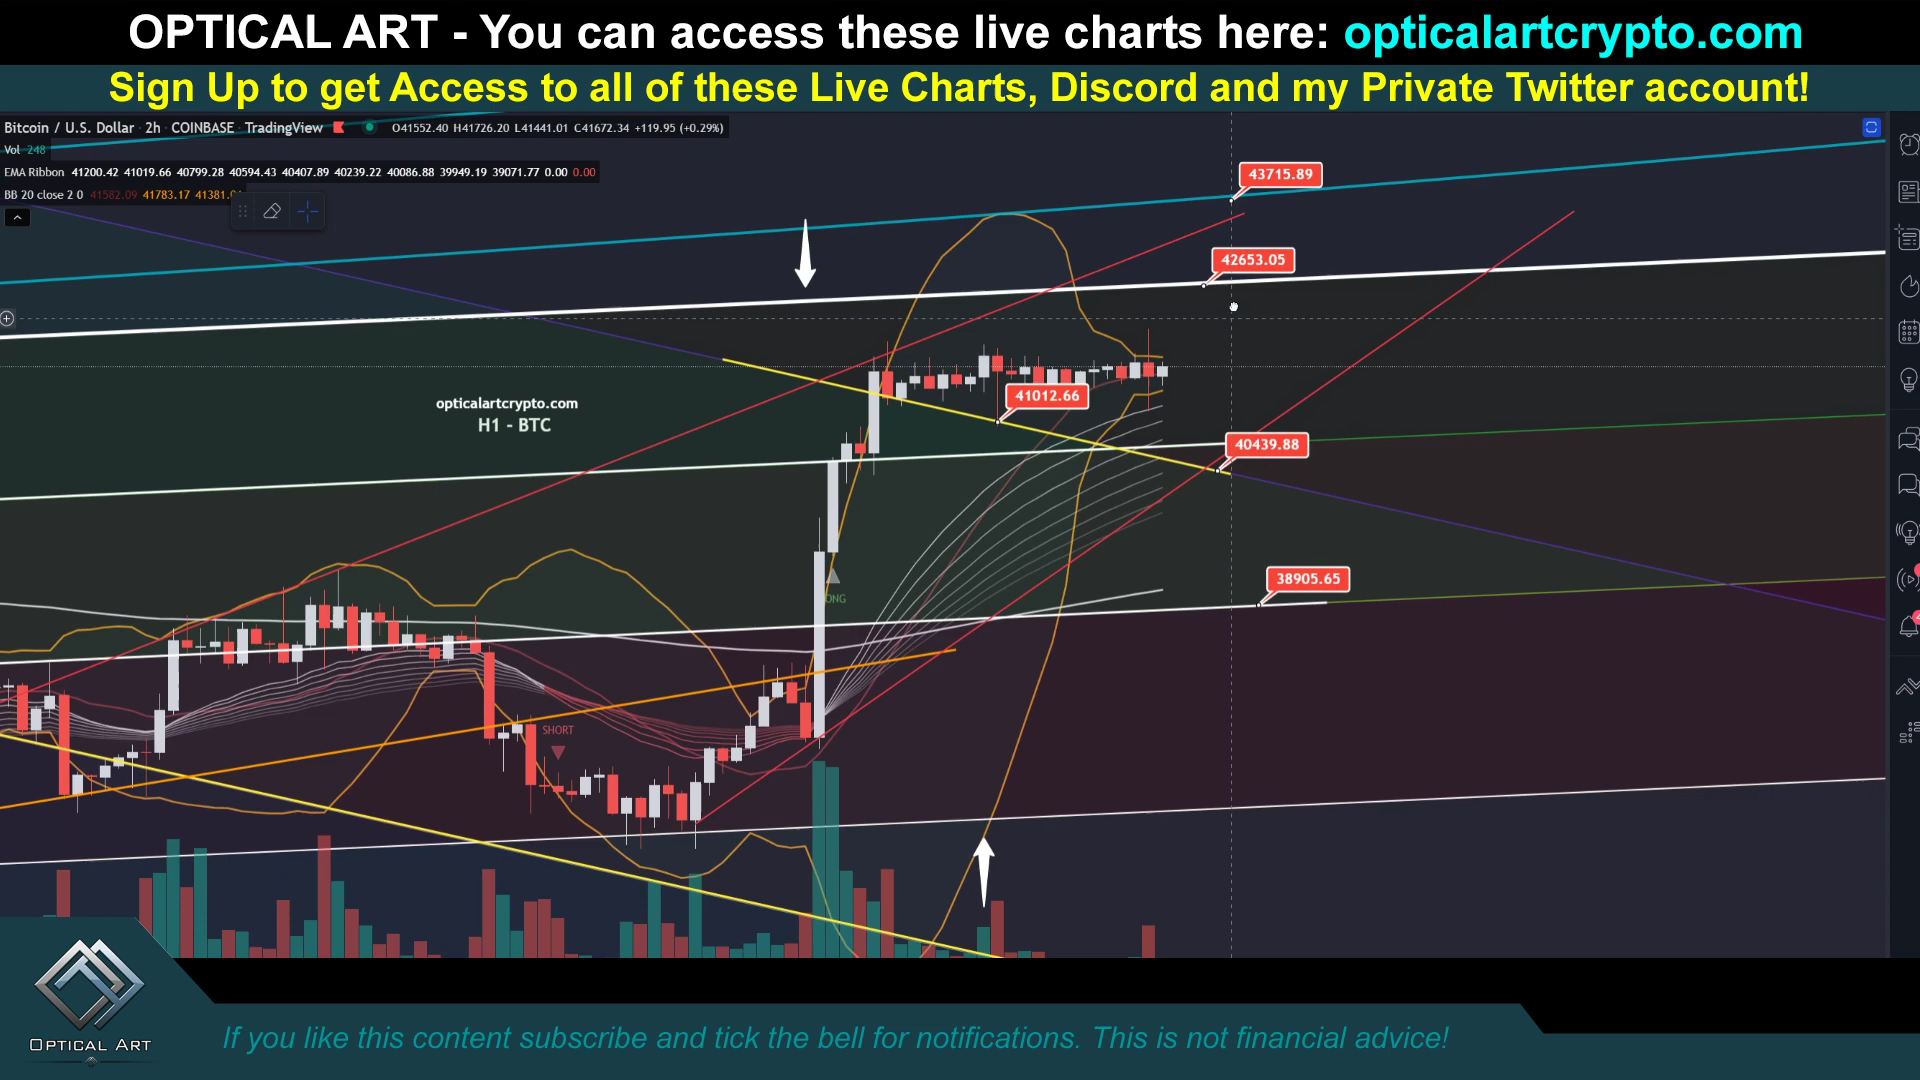 OPTICAL ART - You can access these live charts here: opticalartcrypto.com
Sign Up to get Access to all of these Live Charts, Discord and my Private Twitter account!
Bitcoin / U.S. Dollar · 2h · COINBASE · TradingView O41552.40 H41726.20 L41441.01 C41672.34 +119.95 (+0.29%)
Vol 248
EMA Ribbon 41200.42 41019.66 40799.28 40594.43 40407.89 40239.22 40086.88 39949.19 39071.77 0.00 0.00
BB 20 close 2 0 41582.09 41783.17
43715.89
42653.05
41012.66
opticalartcrypto.com
H1 - BTC
40439.88
38905.65
SHORT
OPTICAL ART
If you like this content subscribe and tick the bell for notifications. This is not financial advice!